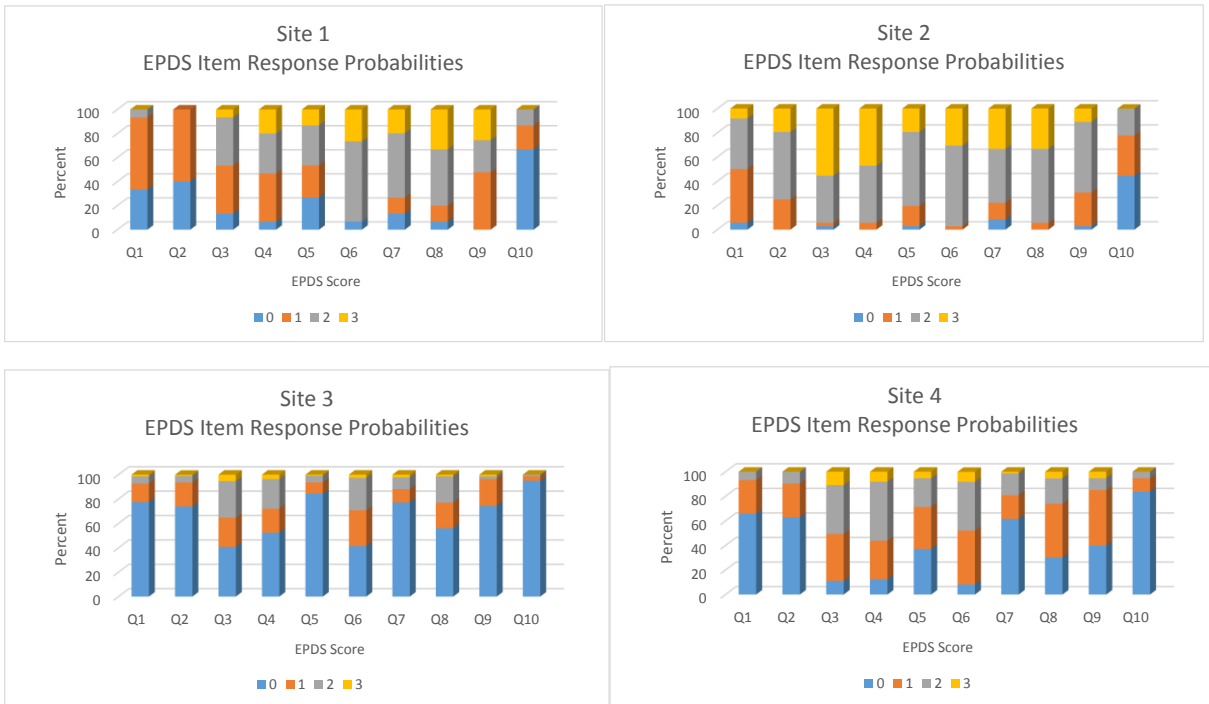 Site 1
EPDS Item Response Probabilities
Percent
100
80
60
40
20
0
Q1 Q2 Q3 Q4 Q5 Q6 Q7 Q8 Q9 Q10
EPDS Score
0 1 2 3
Site 2
EPDS Item Response Probabilities
Percent
100
80
60
40
20
0
Q1 Q2 Q3 Q4 Q5 Q6 Q7 Q8 Q9 Q10
EPDS Score
0 1 2 3
Site 3
EPDS Item Response Probabilities
Percent
100
80
60
40
20
0
Q1 Q2 Q3 Q4 Q5 Q6 Q7 Q8 Q9 Q10
EPDS Score
0 1 2 3
Site 4
EPDS Item Response Probabilities
Percent
100
80
60
40
20
0
Q1 Q2 Q3 Q4 Q5 Q6 Q7 Q8 Q9 Q10
EPDS Score
0 1 2 3